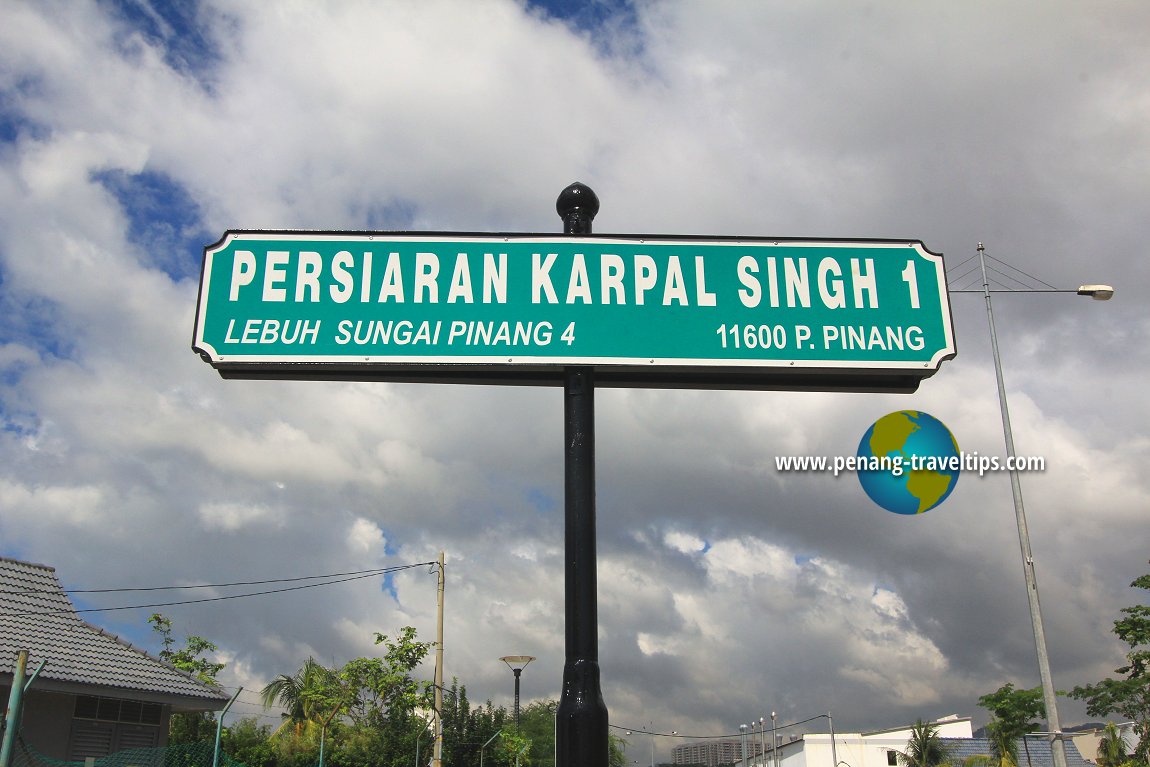 PERSIARAN KARPAL SINGH 1
LEBUH SUNGAI PINANG 4 11600 P. PINANG
www.penang-traveltips.com